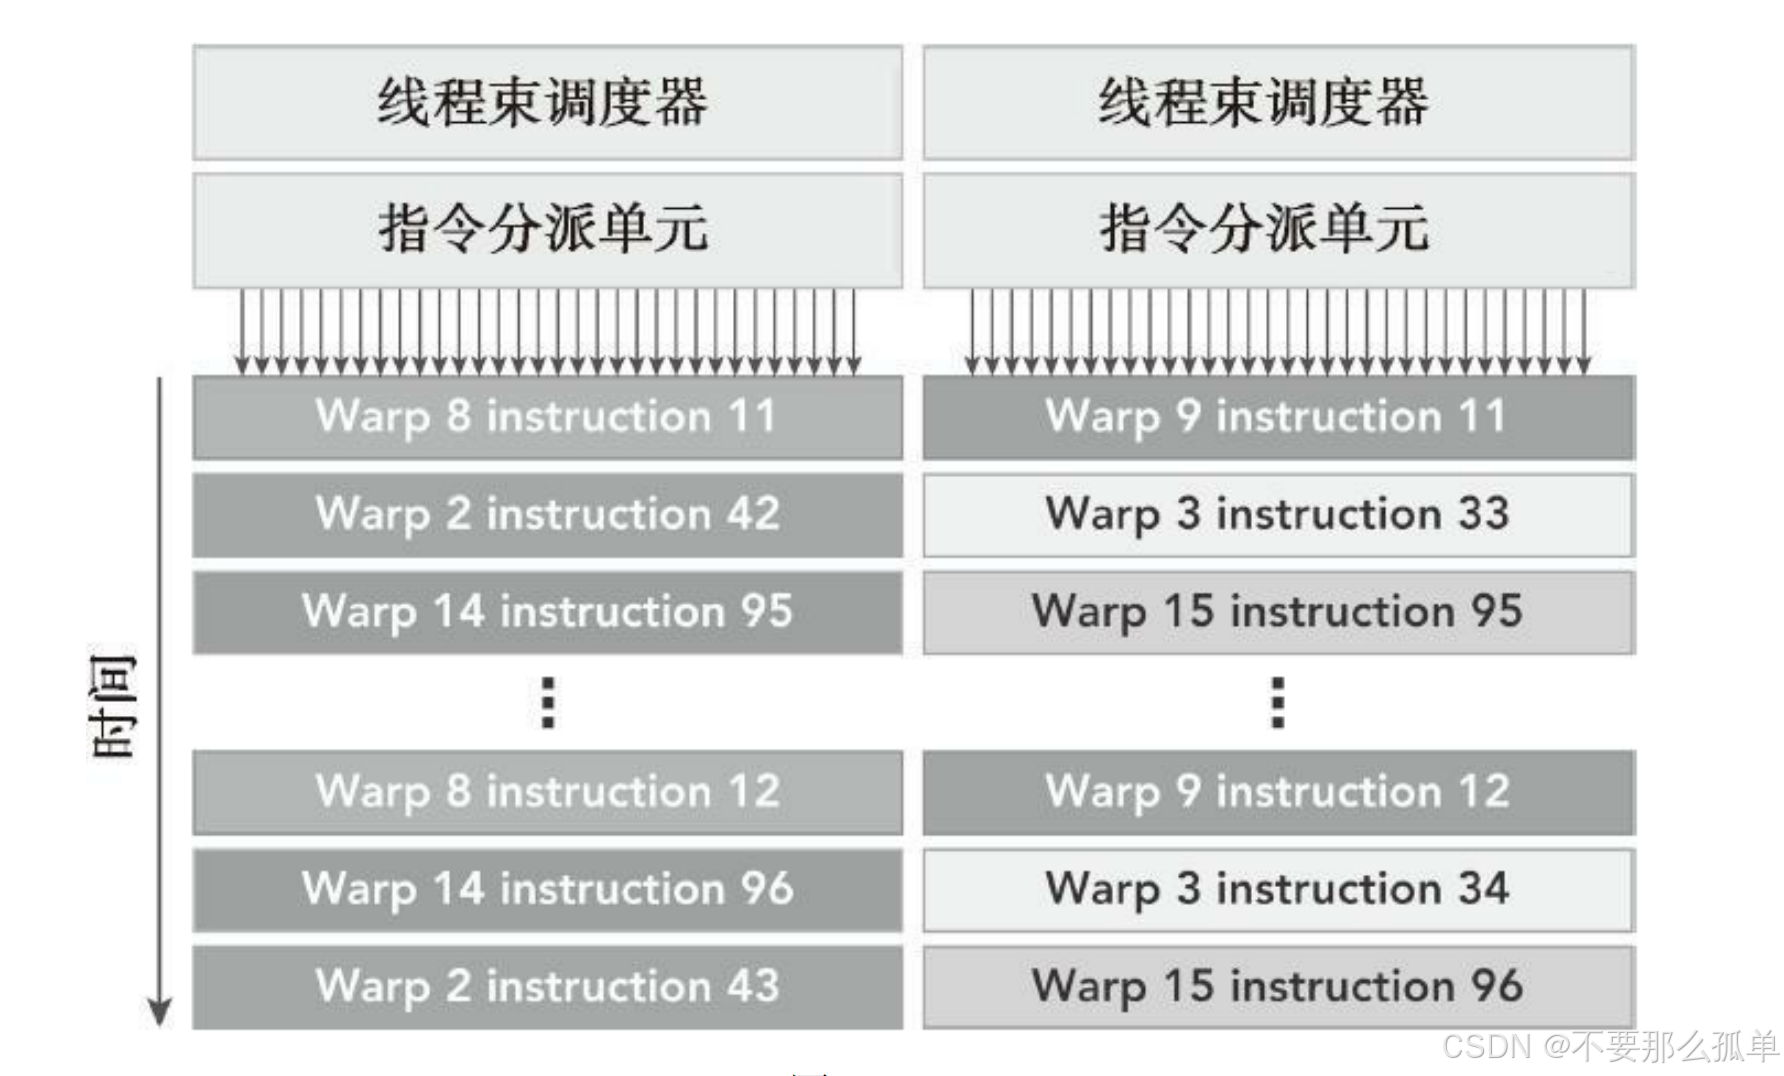 线程束调度器 线程束调度器
指令分派单元 指令分派单元
Warp 8 instruction 11 Warp 9 instruction 11
Warp 2 instruction 42 Warp 3 instruction 33
Warp 14 instruction 95 Warp 15 instruction 95
时间
Warp 8 instruction 12 Warp 9 instruction 12
Warp 14 instruction 96 Warp 3 instruction 34
Warp 2 instruction 43 Warp 15 instruction 96
CSDN @不要那么孤单